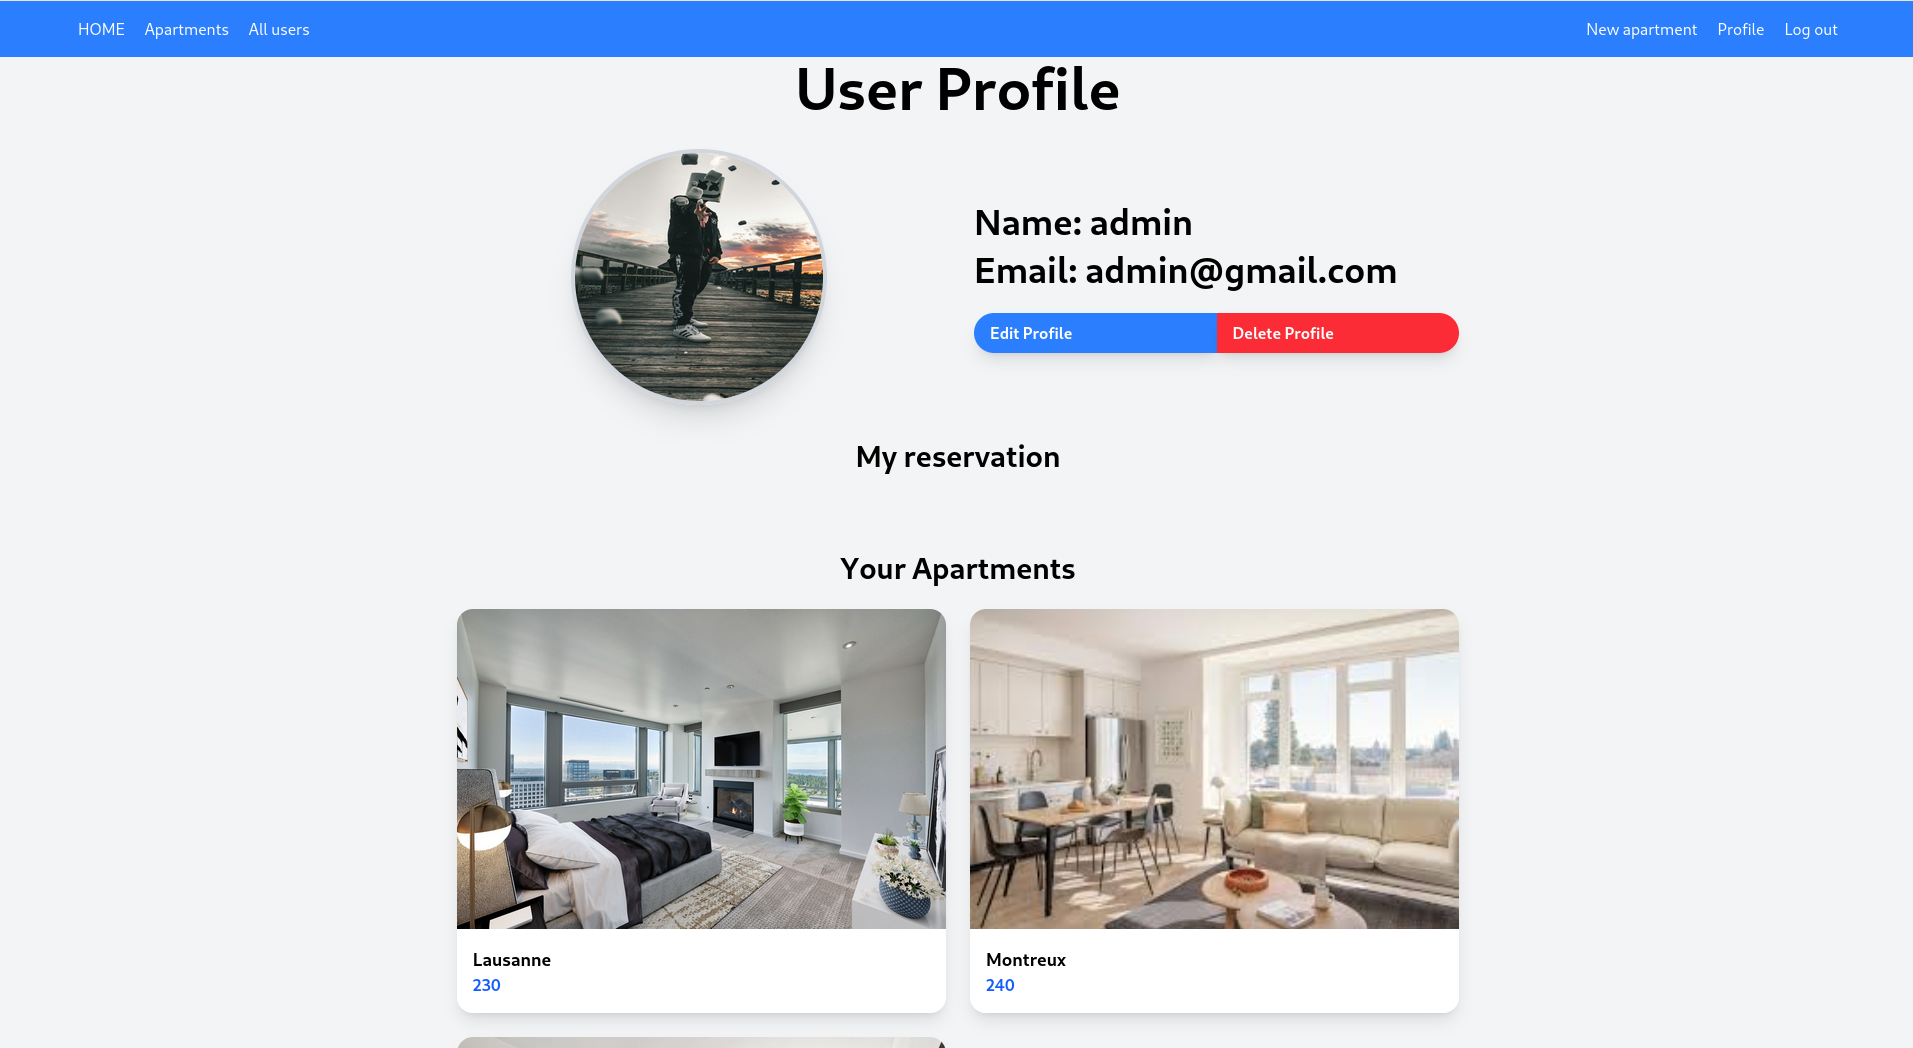 HOME Apartments All users New apartment Profile Log out
User Profile
Name: admin
Email: admin@gmail.com
Edit Profile Delete Profile
My reservation
Your Apartments
Lausanne
230
Montreux
240